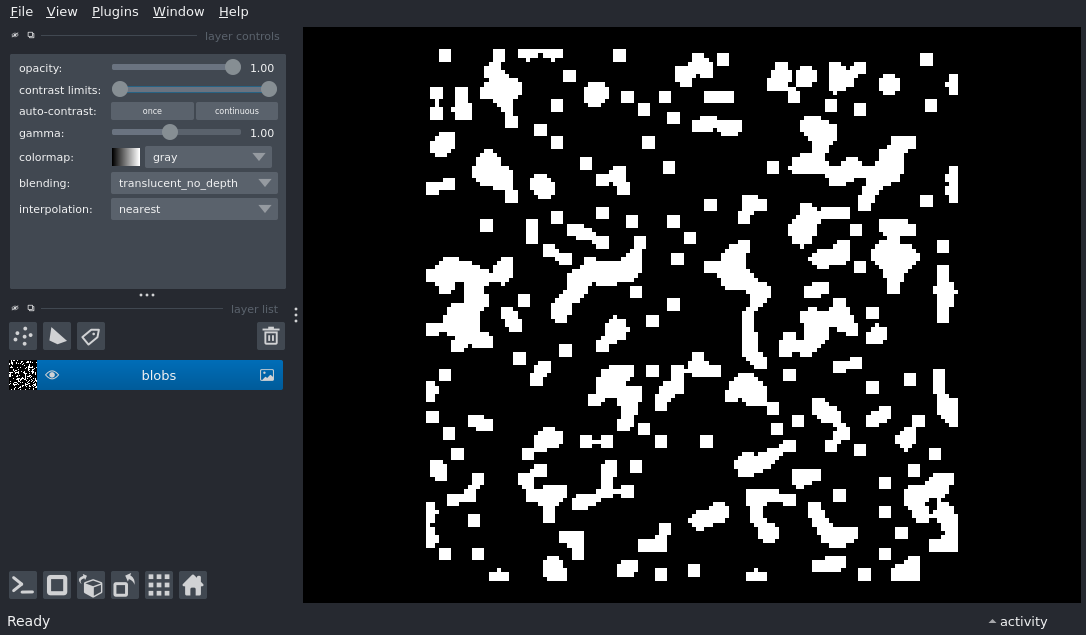 File View Plugins Window Help
layer controls
opacity: 1.00
contrast limits:
auto-contrast: once continuous
gamma: 1.00
colormap: gray
blending: translucent_no_depth
interpolation: nearest
layer list
blobs
Ready
activity